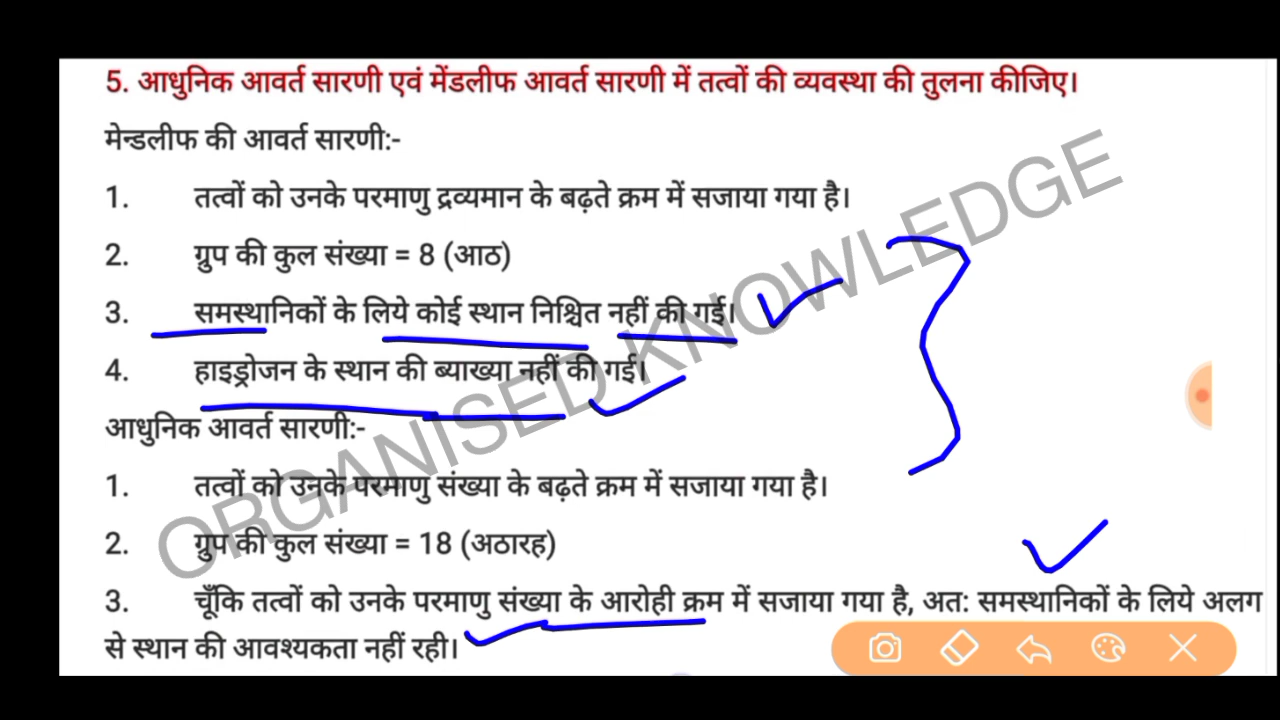 5. आधुनिक आवर्त सारणी एवं मेंडलीफ आवर्त सारणी में तत्वों की व्यवस्था की तुलना कीजिए।
मेन्डलीफ की आवर्त सारणी:-
1. तत्वों को उनके परमाणु द्रव्यमान के बढ़ते क्रम में सजाया गया है।
2. ग्रुप की कुल संख्या = 8 (आठ)
3. समस्थानिकों के लिये कोई स्थान निश्चित नहीं की गई।
4. हाइड्रोजन के स्थान की ब्याख्या नहीं की गई।
आधुनिक आवर्त सारणी:-
1. तत्वों को उनके परमाणु संख्या के बढ़ते क्रम में सजाया गया है।
2. ग्रुप की कुल संख्या = 18 (अठारह)
3. चूँकि तत्वों को उनके परमाणु संख्या के आरोही क्रम में सजाया गया है, अत: समस्थानिकों के लिये अलग
से स्थान की आवश्यकता नहीं रही।
ORGANISED KNOWLEDGE